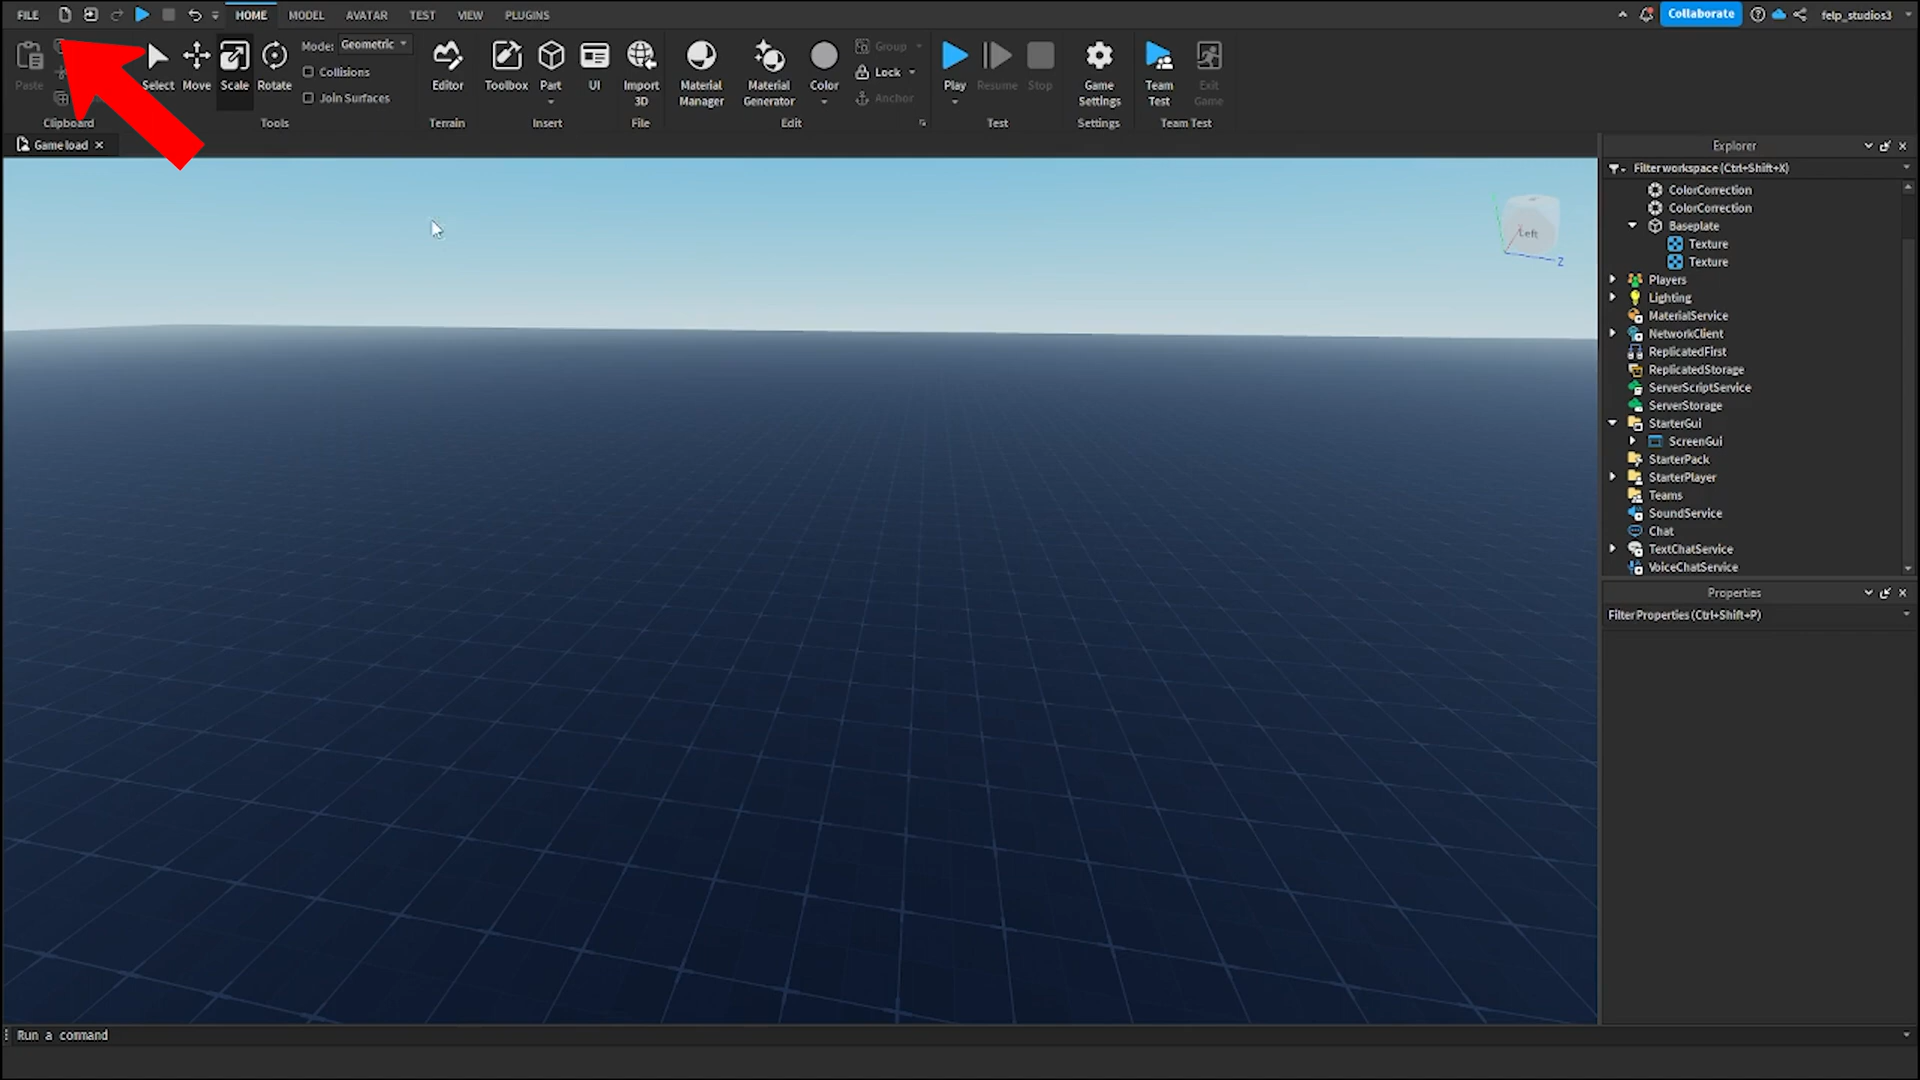 FILE
HOME
MODEL
AVATAR
TEST
VIEW
PLUGINS
Collaborate
felp_studios3
Paste
Clipboard
Select
Move
Scale
Rotate
Mode: Geometric
Collisions
Join Surfaces
Tools
Editor
Terrain
Toolbox
Part
UI
Insert
Import
3D
File
Material
Manager
Material
Generator
Color
Group
Lock
Anchor
Edit
Play
Resume
Stop
Test
Game
Settings
Settings
Team
Test
Exit
Game
Team Test
Game load
Left
Z
Explorer
Filter workspace (Ctrl+Shift+X)
ColorCorrection
ColorCorrection
Baseplate
Texture
Texture
Players
Lighting
MaterialService
NetworkClient
ReplicatedFirst
ReplicatedStorage
ServerScriptService
ServerStorage
StarterGui
ScreenGui
StarterPack
StarterPlayer
Teams
SoundService
Chat
TextChatService
VoiceChatService
Properties
Filter Properties (Ctrl+Shift+P)
Run a command